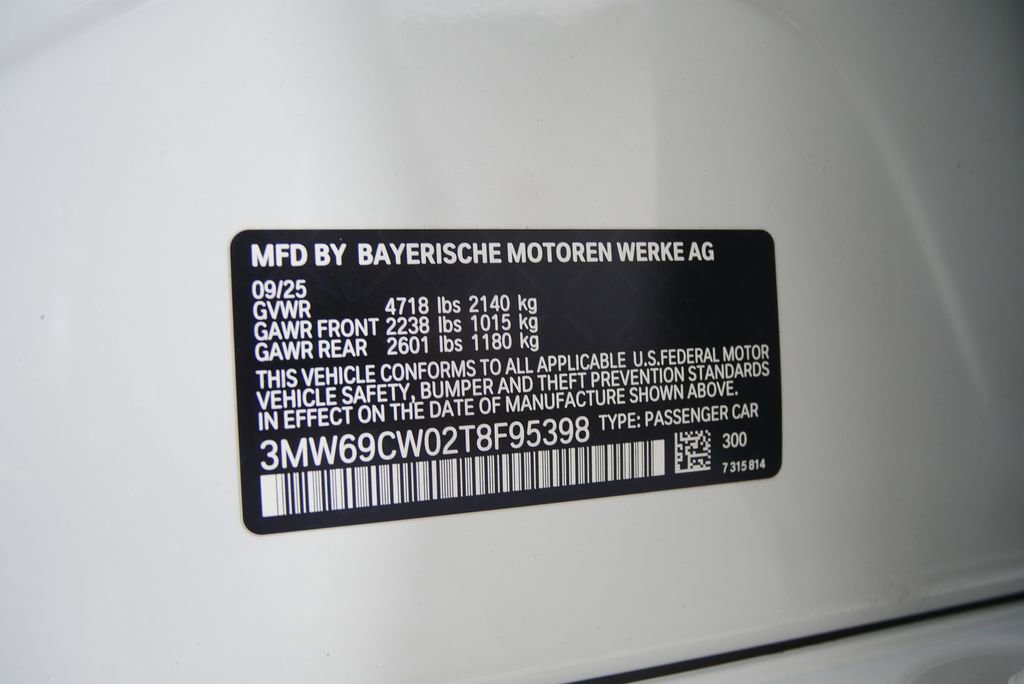 MFD BY BAYERISCHE MOTOREN WERKE AG
09/25
GVWR 4718 lbs 2140 kg
GAWR FRONT 2238 lbs 1015 kg
GAWR REAR 2601 lbs 1180 kg
THIS VEHICLE CONFORMS TO ALL APPLICABLE U.S.FEDERAL MOTOR
VEHICLE SAFETY, BUMPER AND THEFT PREVENTION STANDARDS
IN EFFECT ON THE DATE OF MANUFACTURE SHOWN ABOVE.
3MW69CW02T8F95398 TYPE: PASSENGER CAR
300
7 315 814